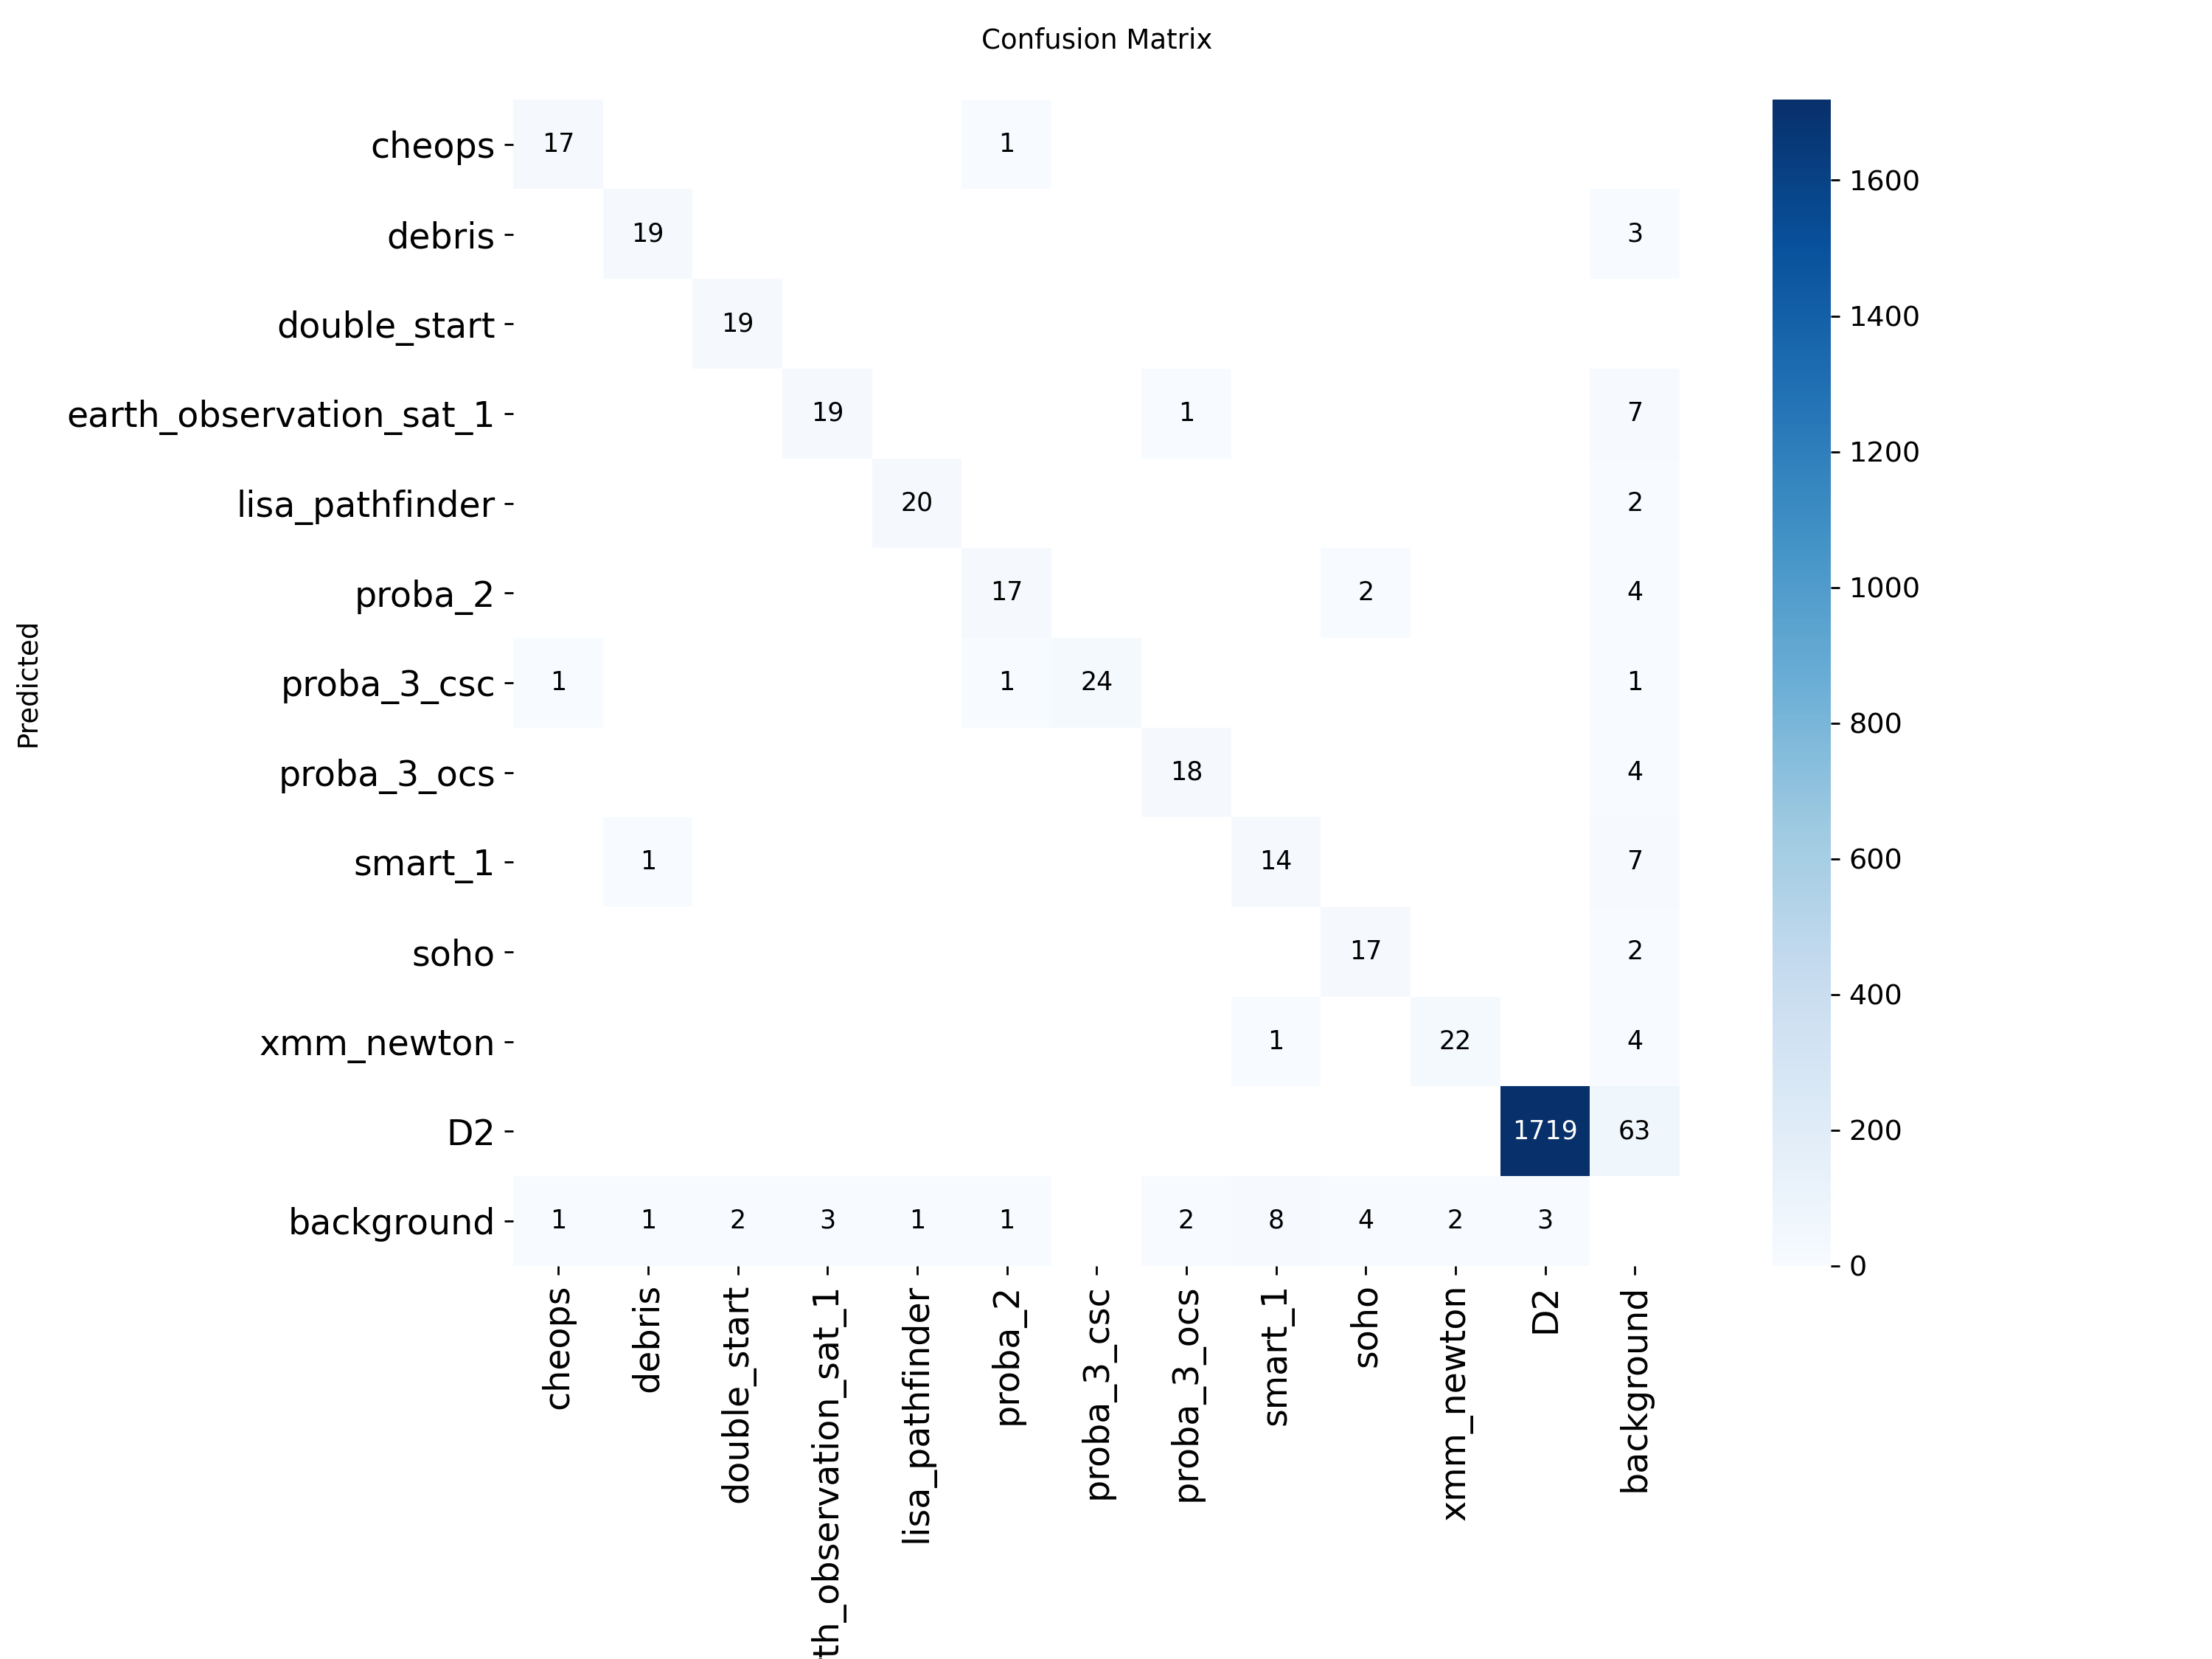 Confusion Matrix
Predicted
cheops 17 1
debris 19 3
double_start 19
earth_observation_sat_1 19 1 7
lisa_pathfinder 20 2
proba_2 17 2 4
proba_3_csc 1 1 24 1
proba_3_ocs 18 4
smart_1 1 14 7
soho 17 2
xmm_newton 1 22 4
D2 1719 63
background 1 1 2 3 1 1 2 8 4 2 3
cheops
debris
double_start
th_observation_sat_1
lisa_pathfinder
proba_2
proba_3_csc
proba_3_ocs
smart_1
soho
xmm_newton
D2
background
1600
1400
1200
1000
800
600
400
200
0